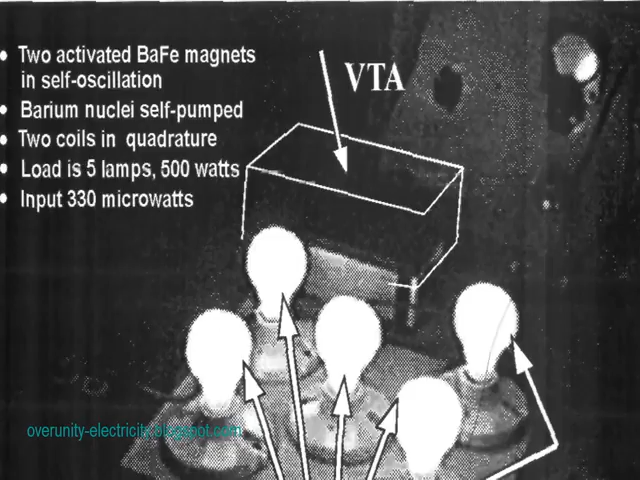 • Two activated BaFe magnets
in self-oscillation
• Barium nuclei self-pumped
• Two coils in quadrature
• Load is 5 lamps, 500 watts
• Input 330 microwatts
VTA
overunity-electricity.blogspot.com